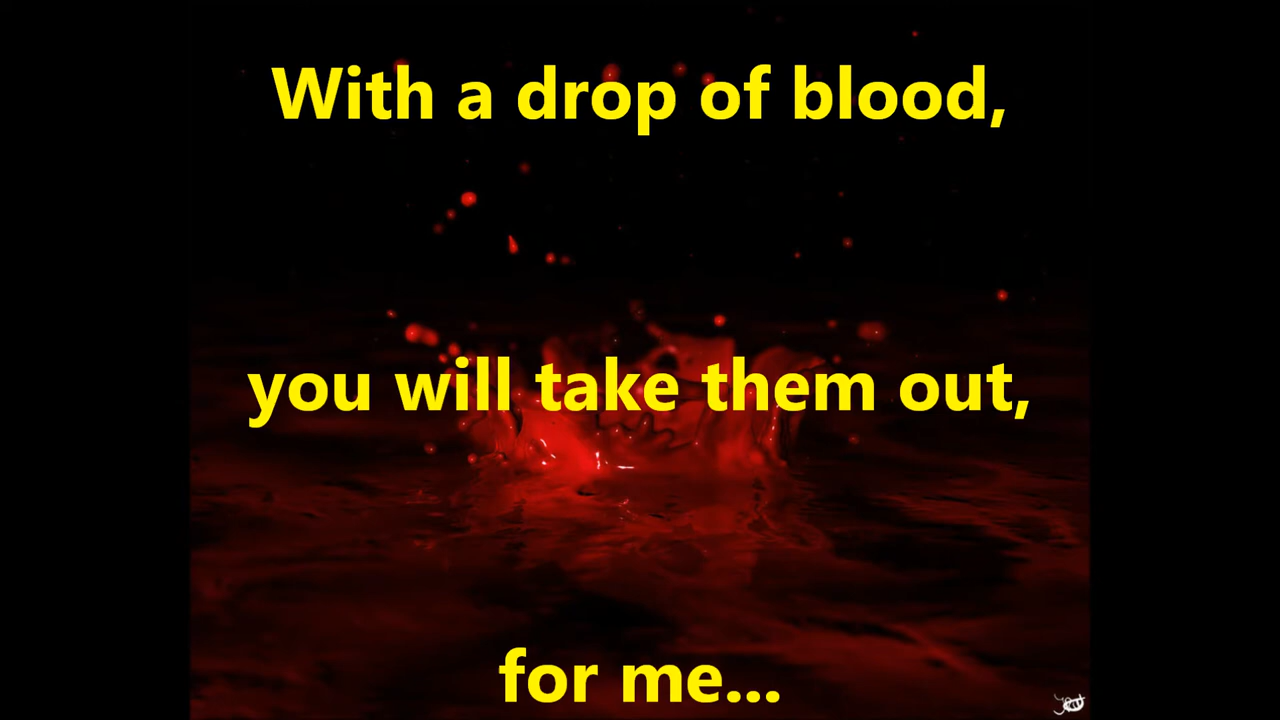 With a drop of blood,
you will take them out,
for me...